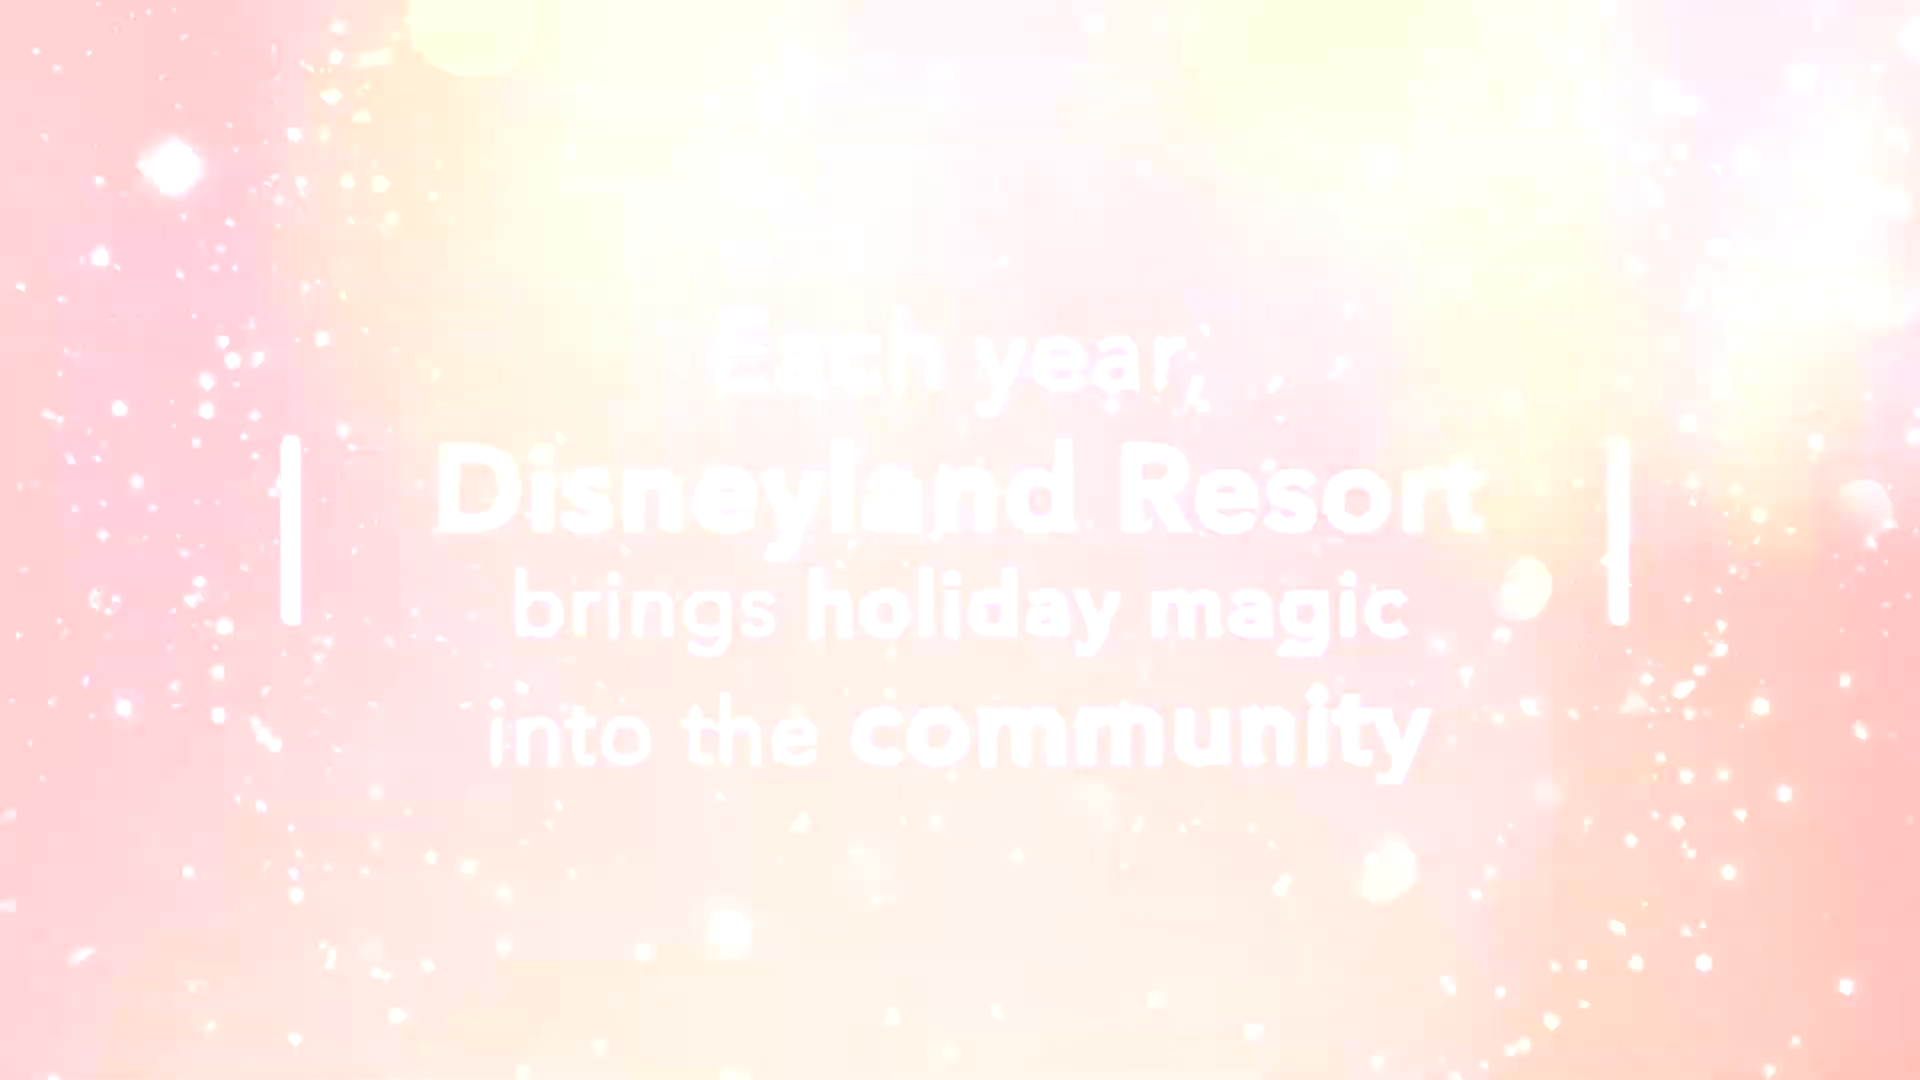 Each year,
Disneyland Resort
brings holiday magic
into the community